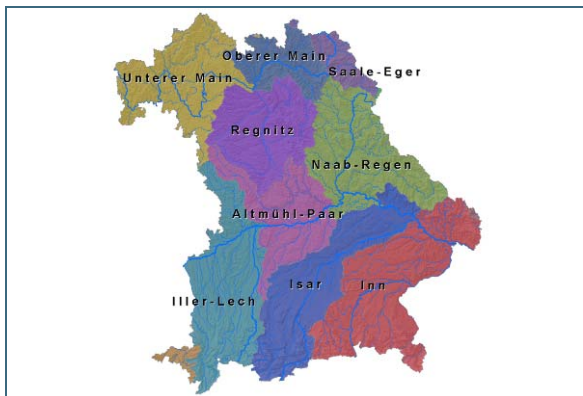 Oberer Main
Saale-Eger
Unterer Main
Regnitz
Naab-Regen
Altmühl-Paar
Isar
Inn
Iller-Lech